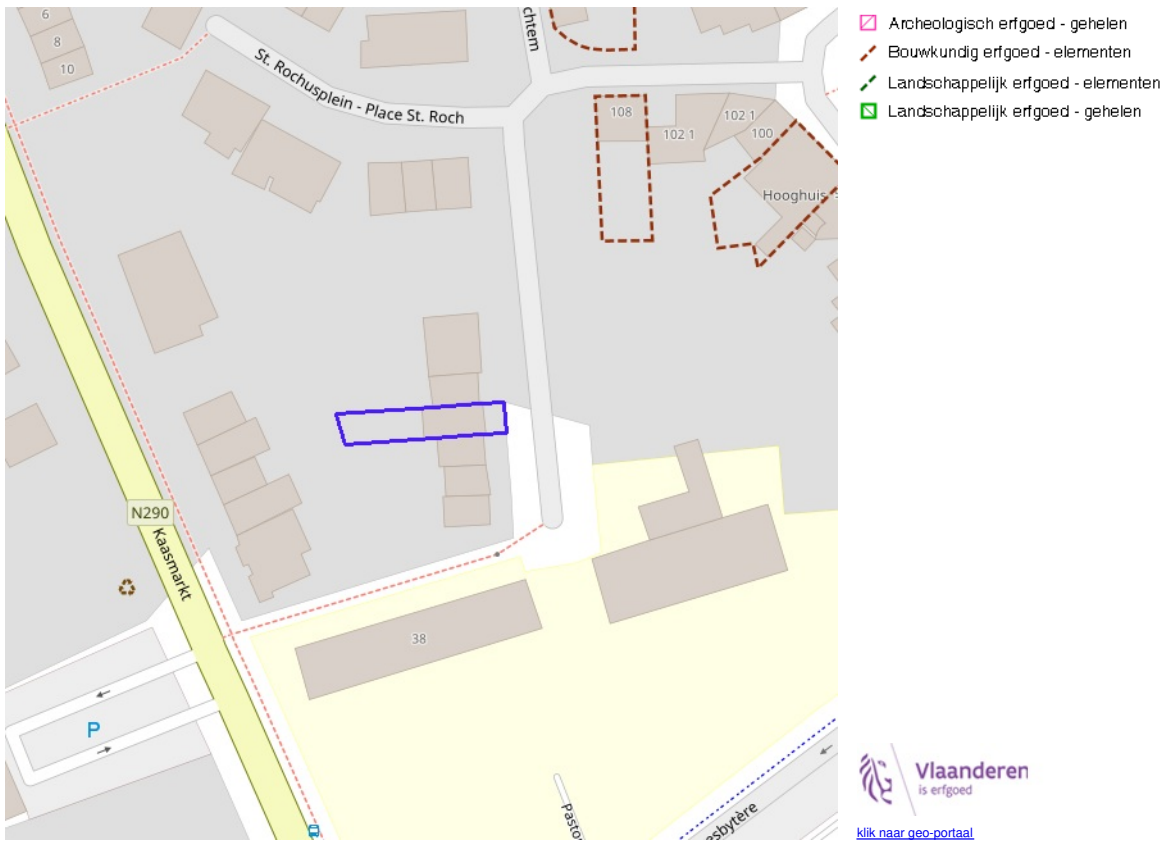 6
8
10
St. Rochusplein - Place St. Roch
chtem
108
102 1
102 1
100
Hooghuis
N290
Kaasmarkt
38
P
Pasto
esbytère
Archeologisch erfgoed - gehelen
Bouwkundig erfgoed - elementen
Landschappelijk erfgoed - elementen
Landschappelijk erfgoed - gehelen
Vlaanderen
is erfgoed
klik naar geo-portaal